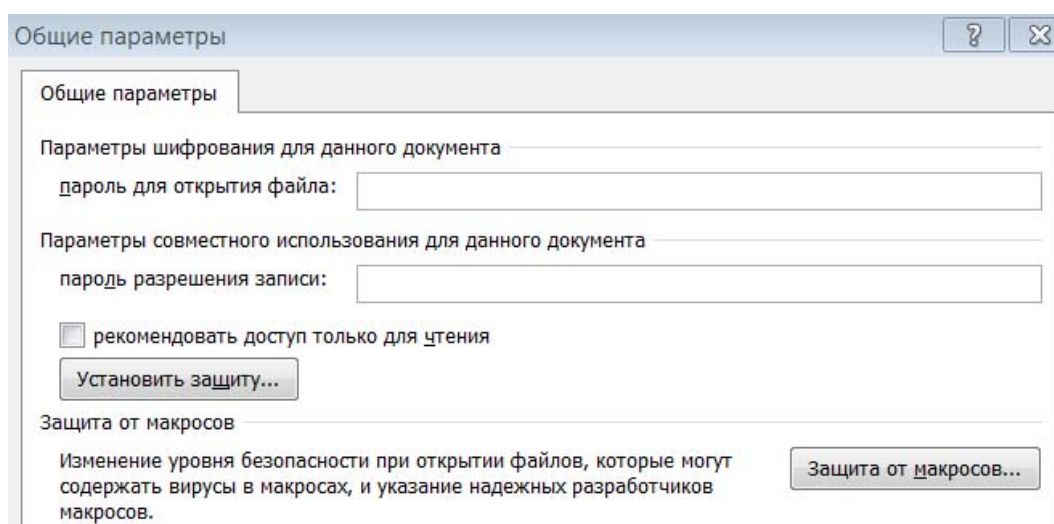 Общие параметры
Общие параметры
Параметры шифрования для данного документа
пароль для открытия файла:
Параметры совместного использования для данного документа
пароль разрешения записи:
рекомендовать доступ только для чтения
Установить защиту...
Защита от макросов
Изменение уровня безопасности при открытии файлов, которые могут
содержать вирусы в макросах, и указание надежных разработчиков
макросов.
Защита от макросов...